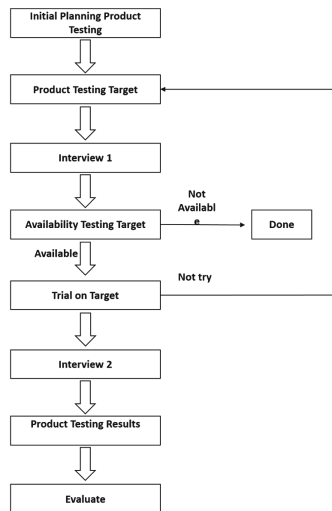 Initial Planning Product
Testing
Product Testing Target
Interview 1
Not
Availabl
e
Availability Testing Target
Done
Available
Not try
Trial on Target
Interview 2
Product Testing Results
Evaluate